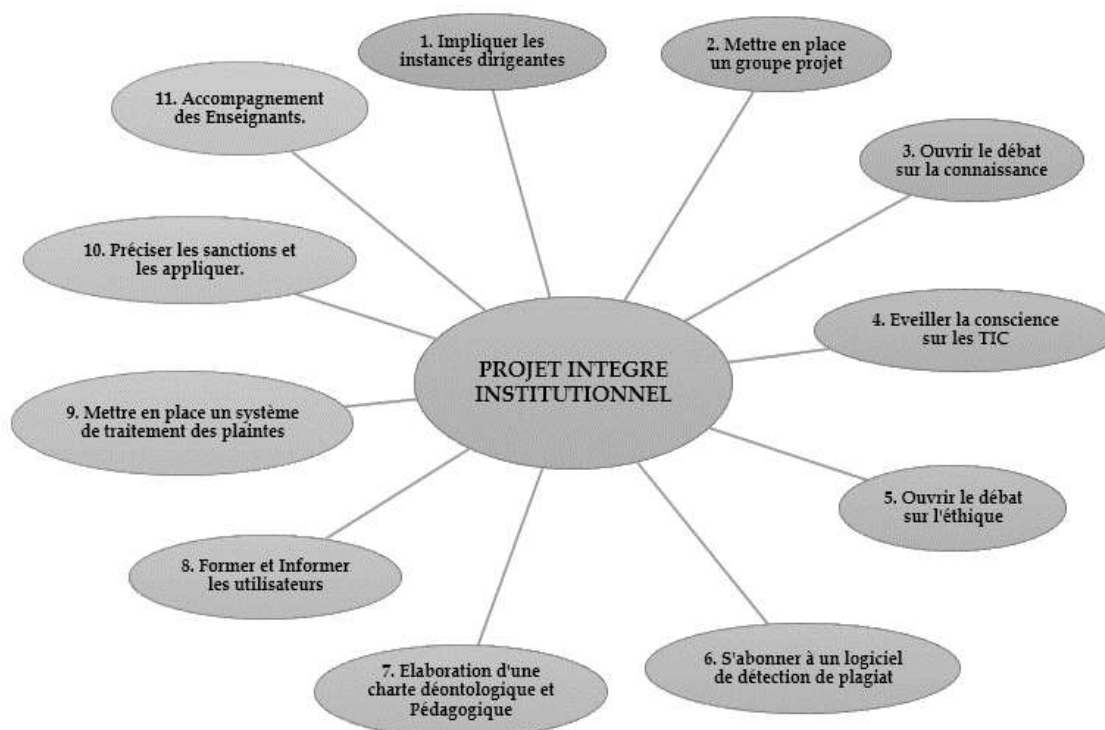 1. Impliquer les
instances dirigeantes
2. Mettre en place
un groupe projet
3. Ouvrir le débat
sur la connaissance
4. Eveiller la conscience
sur les TIC
5. Ouvrir le débat
sur l'éthique
6. S'abonner à un logiciel
de détection de plagiat
7. Elaboration d'une
charte déontologique et
Pédagogique
8. Former et Informer
les utilisateurs
9. Mettre en place un système
de traitement des plaintes
10. Préciser les sanctions et
les appliquer.
11. Accompagnement
des Enseignants.
PROJET INTEGRE
INSTITUTIONNEL